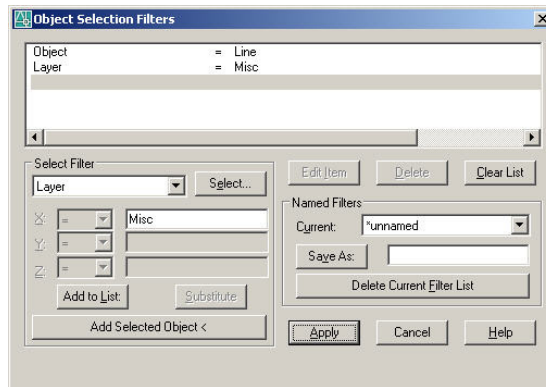 Object Selection Filters
Object = Line
Layer = Misc
Select Filter
Layer Select...
X: = Misc
Y: =
Z: =
Add to List: Substitute
Add Selected Object <
Edit Item Delete Clear List
Named Filters
Current: *unnamed
Save As:
Delete Current Filter List
Apply Cancel Help